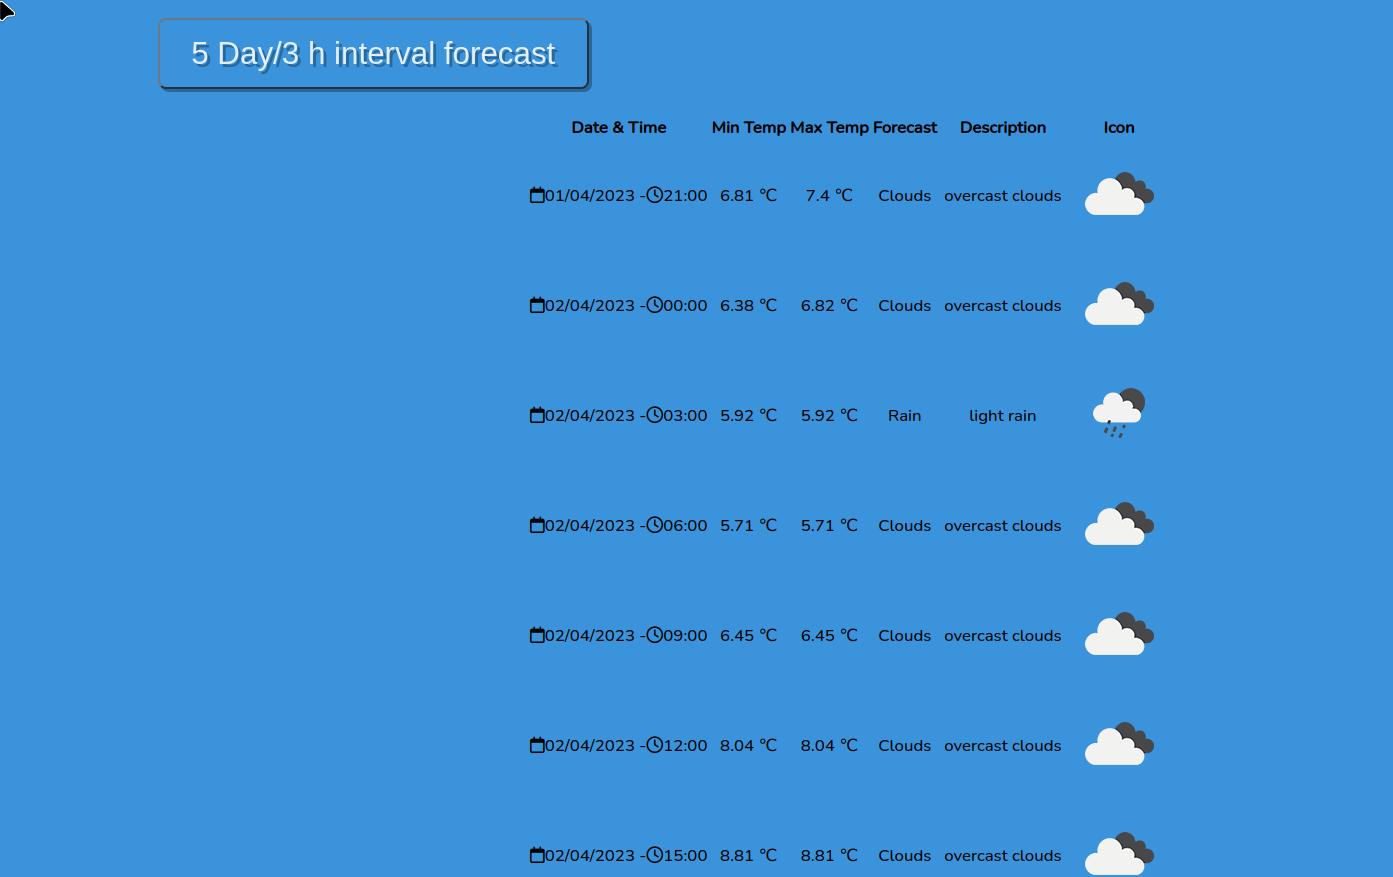 5 Day/3 h interval forecast
Date & Time Min Temp Max Temp Forecast Description Icon
01/04/2023 - 21:00 6.81 °C 7.4 °C Clouds overcast clouds
02/04/2023 - 00:00 6.38 °C 6.82 °C Clouds overcast clouds
02/04/2023 - 03:00 5.92 °C 5.92 °C Rain light rain
02/04/2023 - 06:00 5.71 °C 5.71 °C Clouds overcast clouds
02/04/2023 - 09:00 6.45 °C 6.45 °C Clouds overcast clouds
02/04/2023 - 12:00 8.04 °C 8.04 °C Clouds overcast clouds
02/04/2023 - 15:00 8.81 °C 8.81 °C Clouds overcast clouds